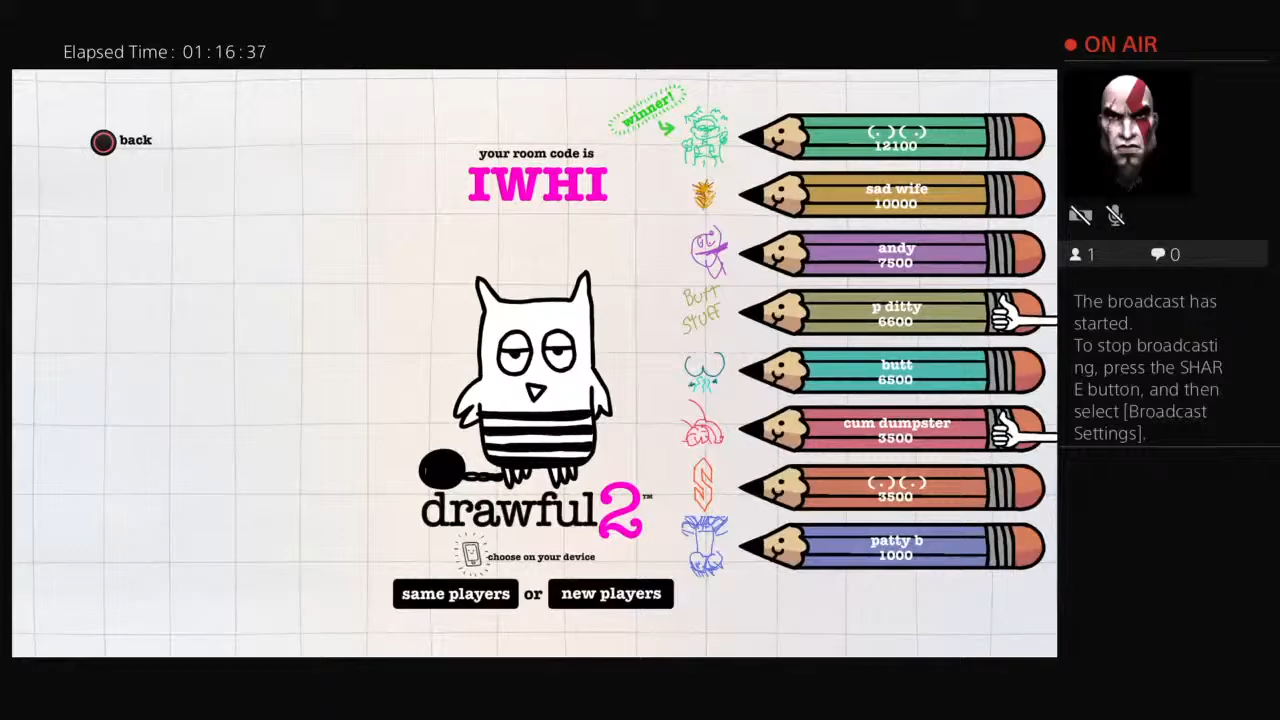 Elapsed Time: 01:16:37
ON AIR
back
your room code is
IWHI
winner!
( . ) ( . )
12100
sad wife
10000
andy
7500
Butt
Stuff
p ditty
6600
butt
6500
cum dumpster
3500
( . ) ( . )
3500
patty b
1000
drawful 2™
choose on your device
same players or new players
1 0
The broadcast has
started.
To stop broadcasti
ng, press the SHAR
E button, and then
select [Broadcast
Settings].